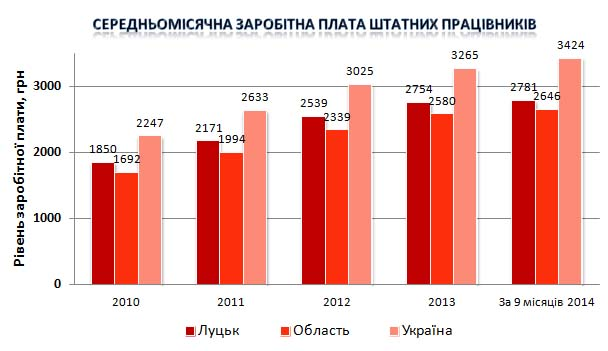 СЕРЕДНЬОМІСЯЧНА ЗАРОБІТНА ПЛАТА ШТАТНИХ ПРАЦІВНИКІВ
Рівень заробітної плати, грн
3000
2000
1000
0
1850 1692 2247
2171 1994 2633
2539 2339 3025
2754 2580 3265
2781 2646 3424
2010 2011 2012 2013 За 9 місяців 2014
Луцьк Область Україна